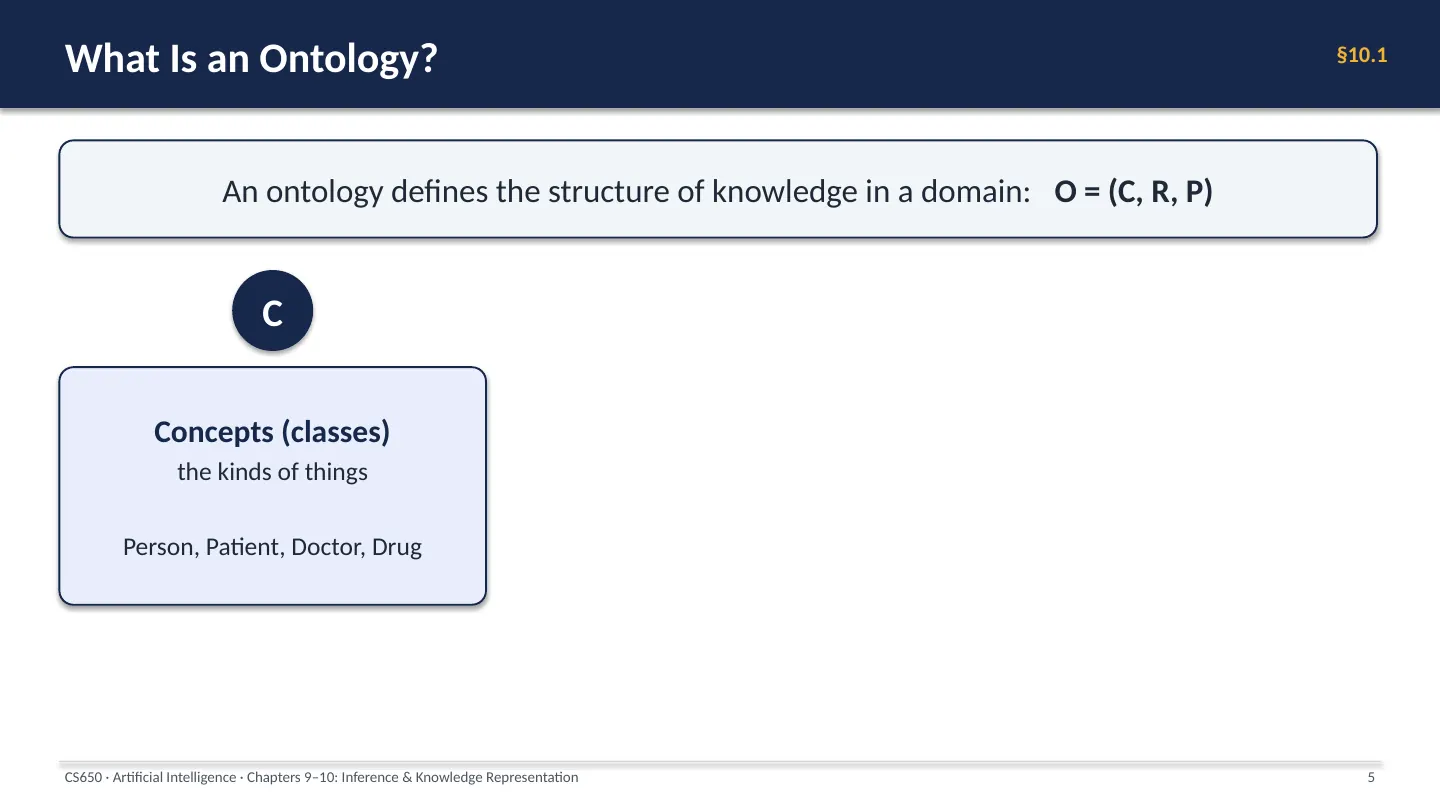 What Is an Ontology?
§10.1
An ontology defines the structure of knowledge in a domain: O = (C, R, P)
C
Concepts (classes)
the kinds of things
Person, Patient, Doctor, Drug
CS650 · Artificial Intelligence · Chapters 9–10: Inference & Knowledge Representation
5